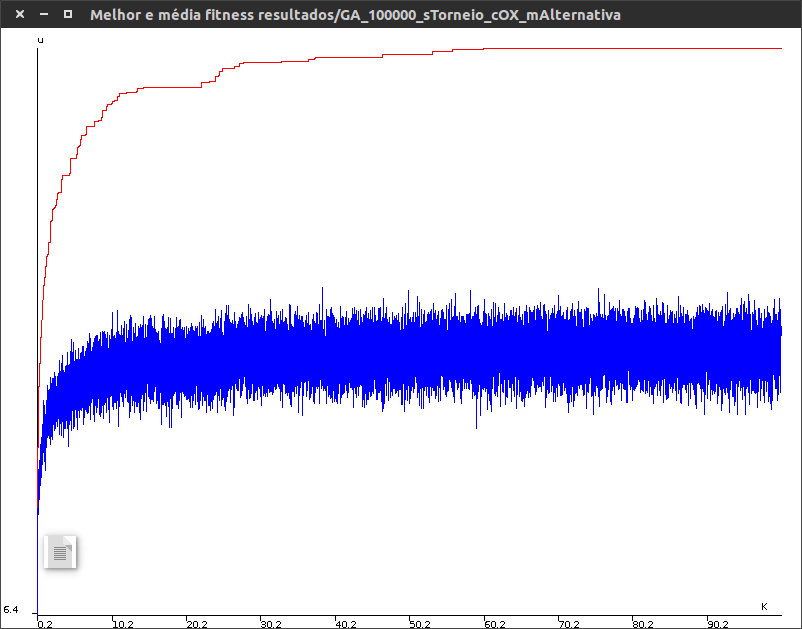 Melhor e média fitness resultados/GA_100000_sTorneio_cOX_mAlternativa
u
6.4
K
0.2 10.2 20.2 30.2 40.2 50.2 60.2 70.2 80.2 90.2